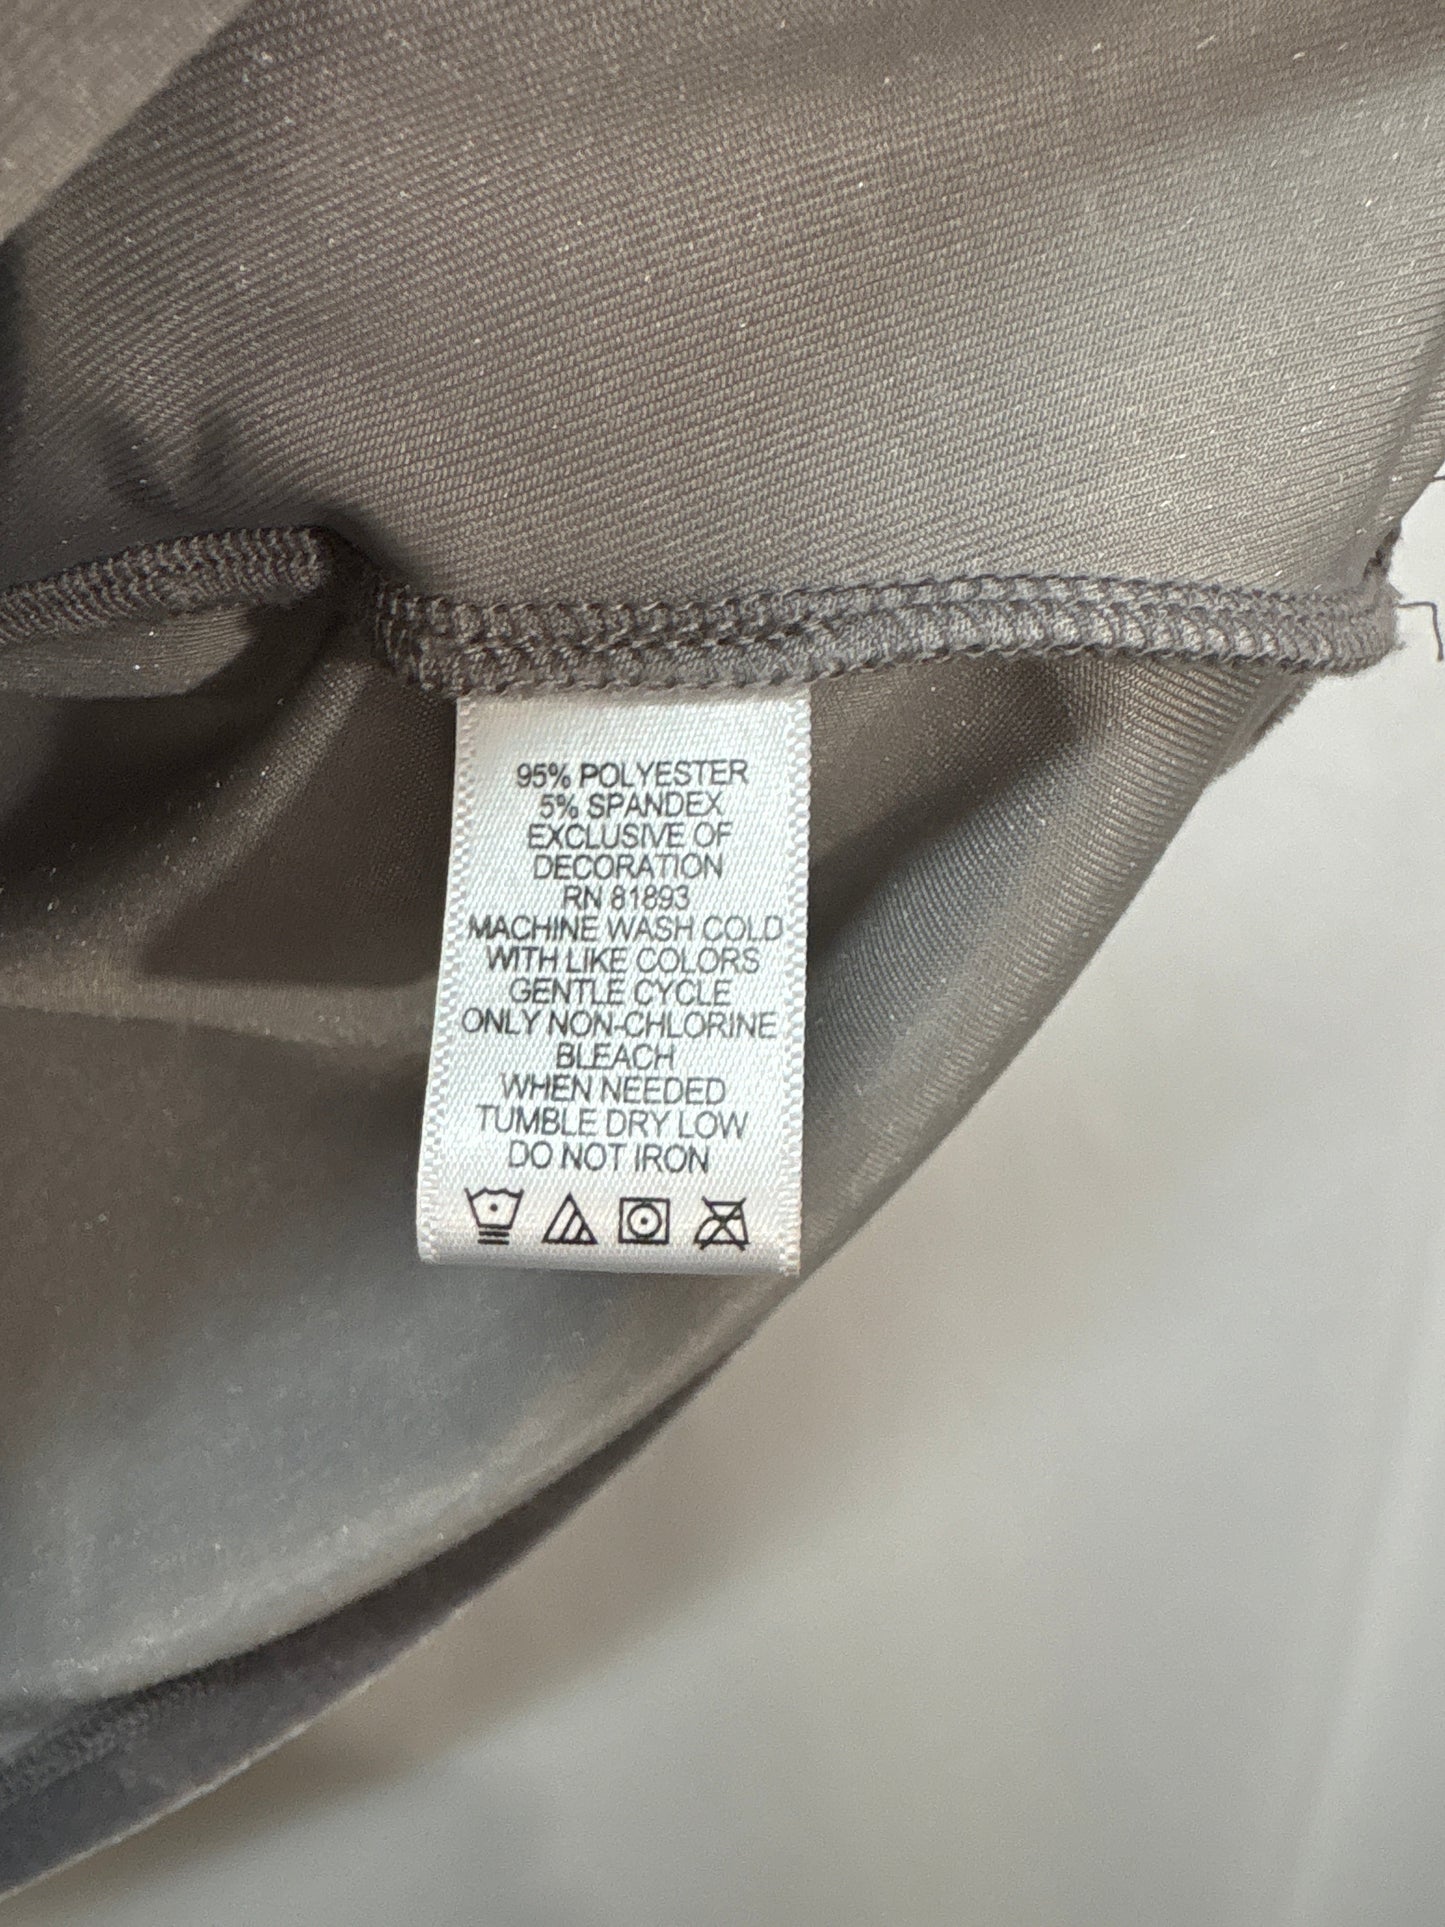 95% POLYESTER
5% SPANDEX
EXCLUSIVE OF
DECORATION
RN 81893
MACHINE WASH COLD
WITH LIKE COLORS
GENTLE CYCLE
ONLY NON-CHLORINE
BLEACH
WHEN NEEDED
TUMBLE DRY LOW
DO NOT IRON